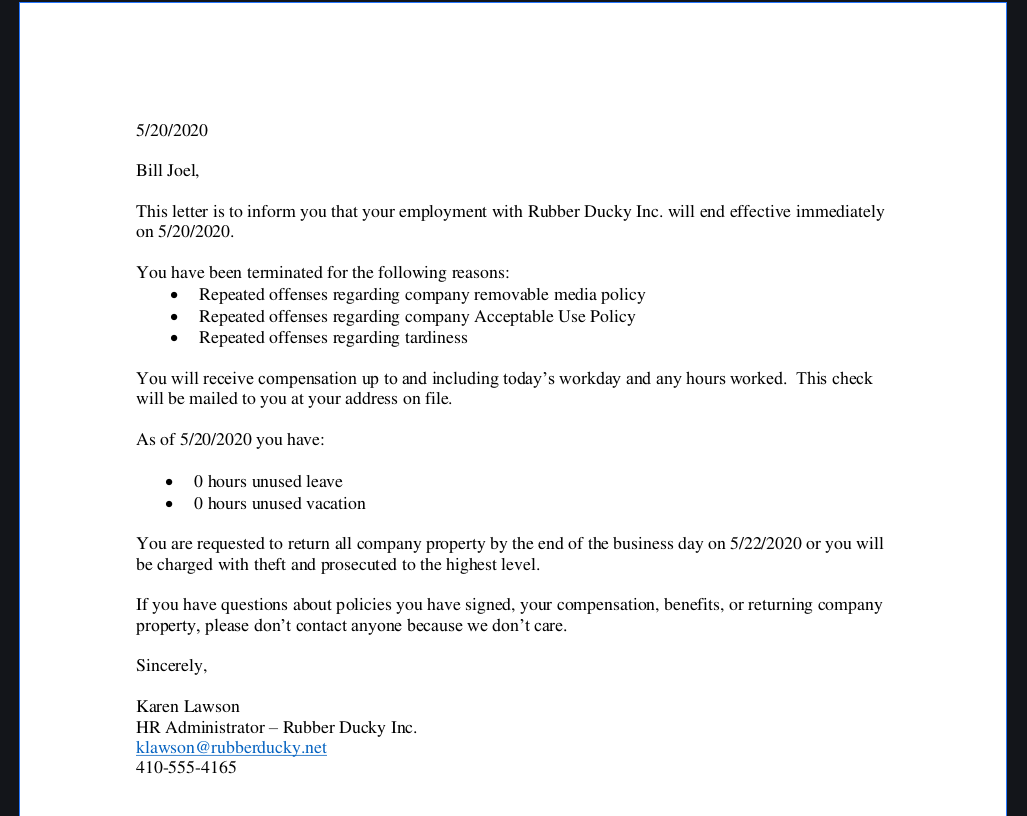 5/20/2020
Bill Joel,
This letter is to inform you that your employment with Rubber Ducky Inc. will end effective immediately
on 5/20/2020.
You have been terminated for the following reasons:
• Repeated offenses regarding company removable media policy
• Repeated offenses regarding company Acceptable Use Policy
• Repeated offenses regarding tardiness
You will receive compensation up to and including today’s workday and any hours worked.  This check
will be mailed to you at your address on file.
As of 5/20/2020 you have:
• 0 hours unused leave
• 0 hours unused vacation
You are requested to return all company property by the end of the business day on 5/22/2020 or you will
be charged with theft and prosecuted to the highest level.
If you have questions about policies you have signed, your compensation, benefits, or returning company
property, please don’t contact anyone because we don’t care.
Sincerely,
Karen Lawson
HR Administrator – Rubber Ducky Inc.
klawson@rubberducky.net
410-555-4165